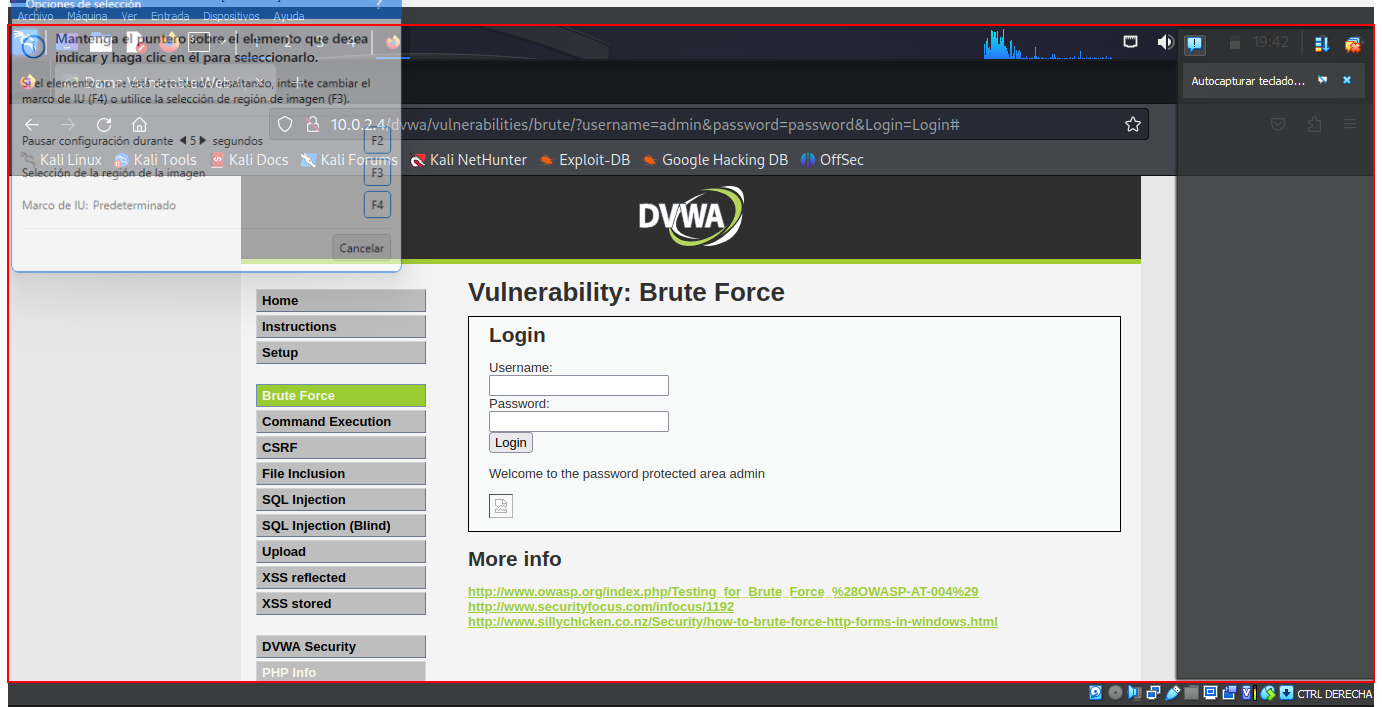 Opciones de selección ?
Archivo Máquina Ver Entrada Dispositivos Ayuda
Mantenga el puntero sobre el elemento que desea
indicar y haga clic en él para seleccionarlo.
19:42
Si el elemento no se está detectando/resaltando, intente cambiar el
marco de IU (F4) o utilice la selección de región de imagen (F3).
Autocapturar teclado...
10.0.2.4/dvwa/vulnerabilities/brute/?username=admin&password=password&Login=Login#
Pausar configuración durante 5 segundos F2
Kali Linux Kali Tools Kali Docs Kali Forums Kali NetHunter Exploit-DB Google Hacking DB OffSec
Selección de la región de la imagen F3
Marco de IU: Predeterminado F4
Cancelar
DVWA
Home
Instructions
Setup
Brute Force
Command Execution
CSRF
File Inclusion
SQL Injection
SQL Injection (Blind)
Upload
XSS reflected
XSS stored
DVWA Security
PHP Info
Vulnerability: Brute Force
Login
Username:
Password:
Login
Welcome to the password protected area admin
More info
http://www.owasp.org/index.php/Testing_for_Brute_Force_%28OWASP-AT-004%29
http://www.securityfocus.com/infocus/1192
http://www.sillychicken.co.nz/Security/how-to-brute-force-http-forms-in-windows.html
CTRL DERECHA